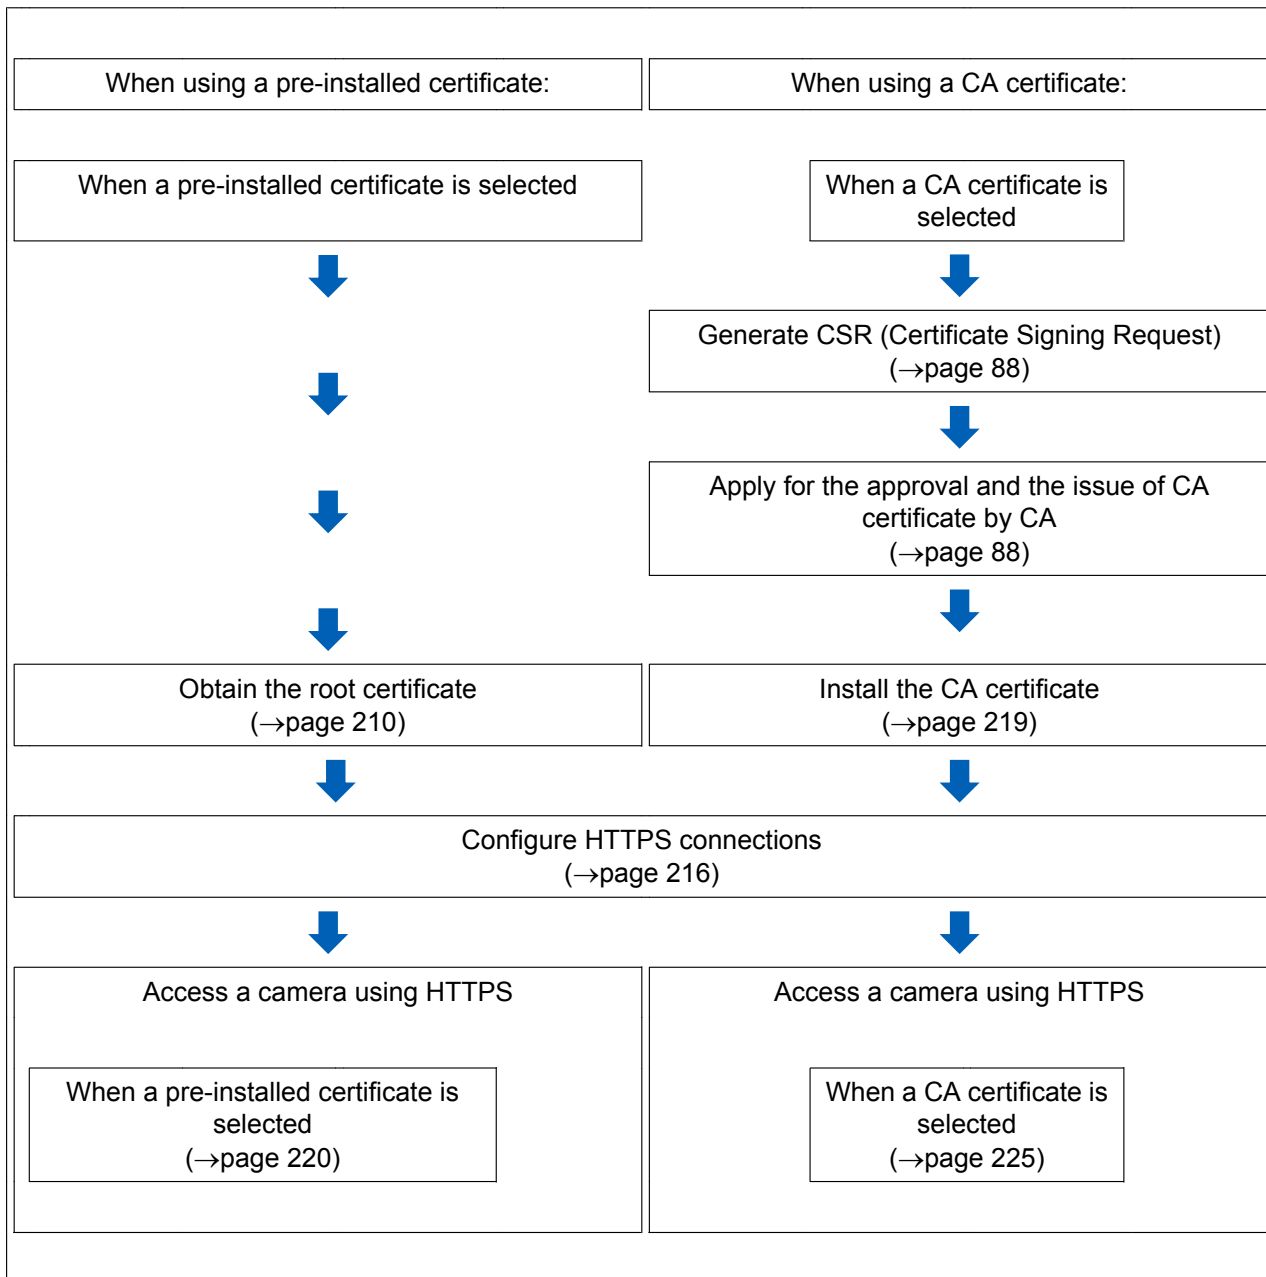 When using a pre-installed certificate:
When using a CA certificate:
When a pre-installed certificate is selected
When a CA certificate is
selected
Generate CSR (Certificate Signing Request)
(→page 88)
Apply for the approval and the issue of CA
certificate by CA
(→page 88)
Obtain the root certificate
(→page 210)
Install the CA certificate
(→page 219)
Configure HTTPS connections
(→page 216)
Access a camera using HTTPS
When a pre-installed certificate is
selected
(→page 220)
Access a camera using HTTPS
When a CA certificate is
selected
(→page 225)